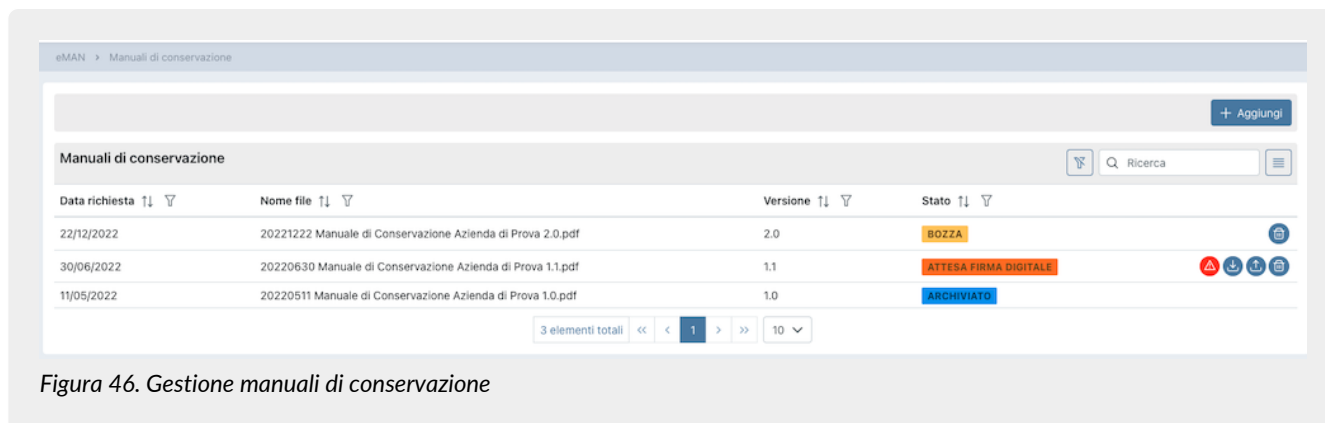 eMAN > Manuali di conservazione
+ Aggiungi
Manuali di conservazione
Ricerca
Data richiesta Nome file Versione Stato
22/12/2022 20221222 Manuale di Conservazione Azienda di Prova 2.0.pdf 2.0 BOZZA
30/06/2022 20220630 Manuale di Conservazione Azienda di Prova 1.1.pdf 1.1 ATTESA FIRMA DIGITALE
11/05/2022 20220511 Manuale di Conservazione Azienda di Prova 1.0.pdf 1.0 ARCHIVIATO
3 elementi totali << < 1 > >> 10
Figura 46. Gestione manuali di conservazione